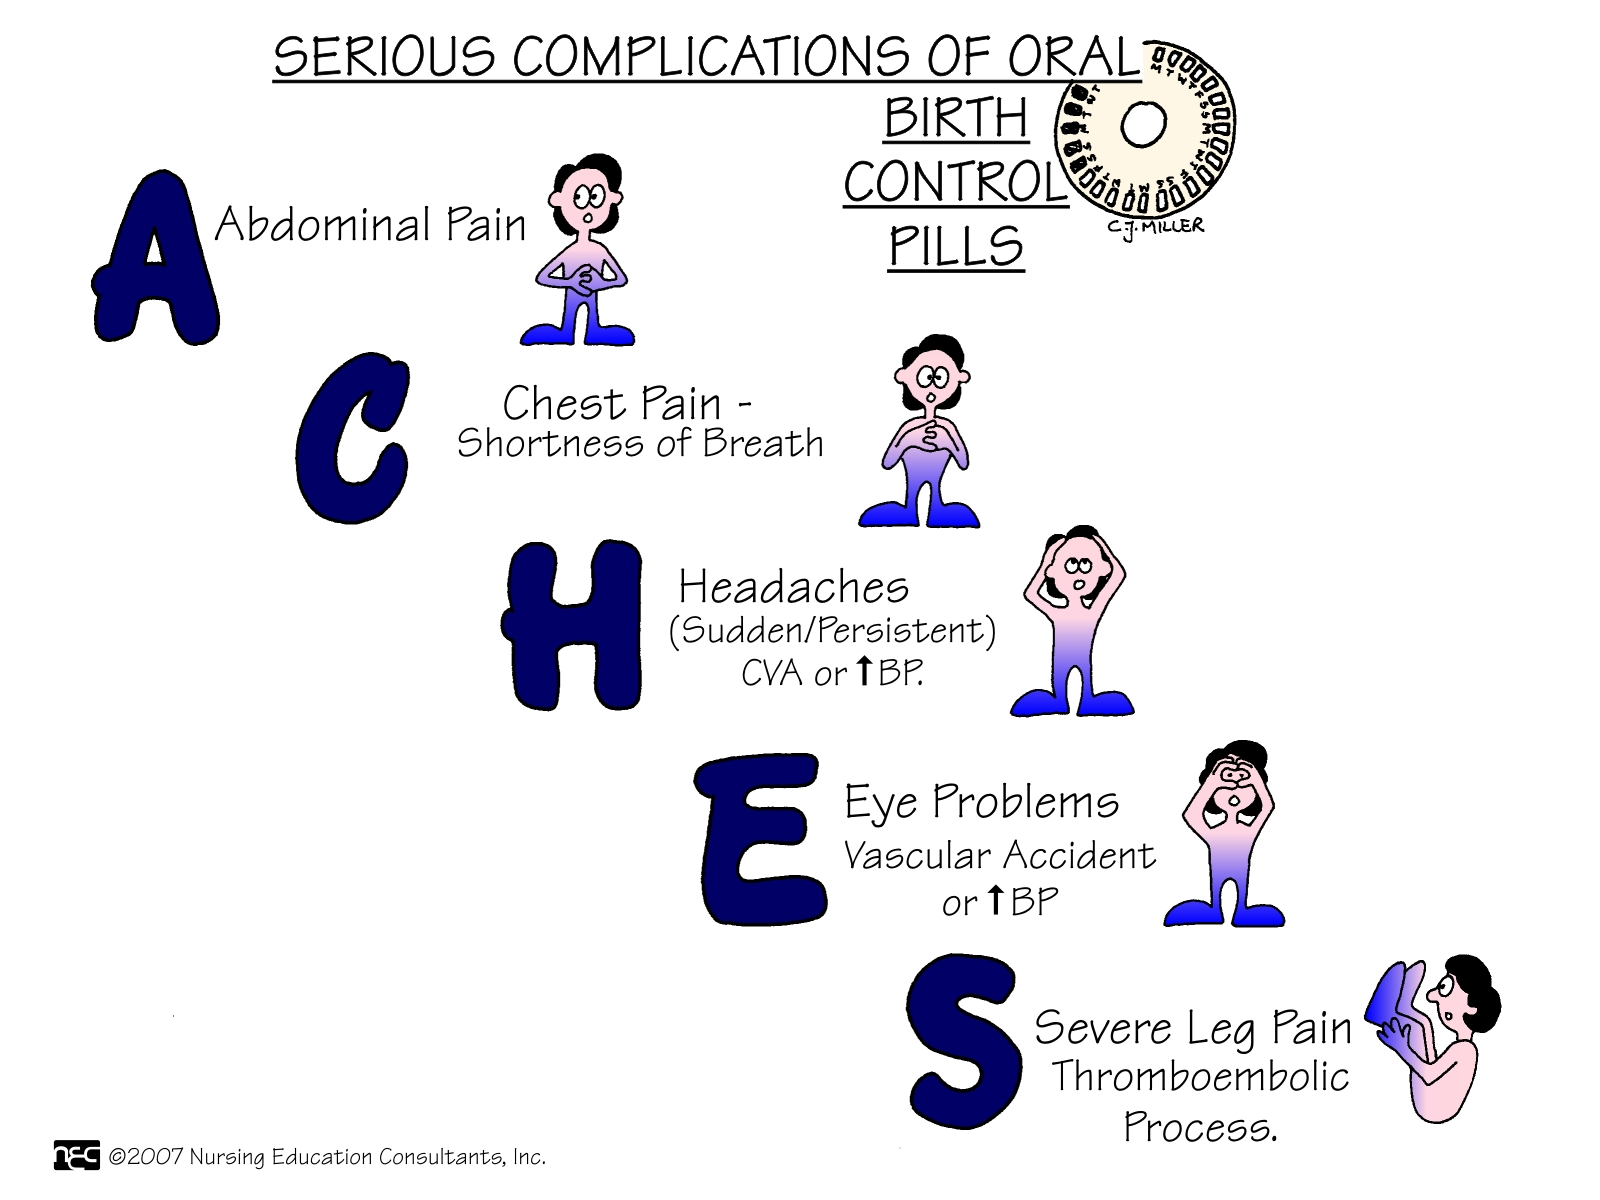 SERIOUS COMPLICATIONS OF ORAL
BIRTH
CONTROL
PILLS
C.J. MILLER
A
Abdominal Pain
C
Chest Pain -
Shortness of Breath
H
Headaches
(Sudden/Persistent)
CVA or ↑BP.
E
Eye Problems
Vascular Accident
or ↑BP
S
Severe Leg Pain
Thromboembolic
Process.
nec ©2007 Nursing Education Consultants, Inc.